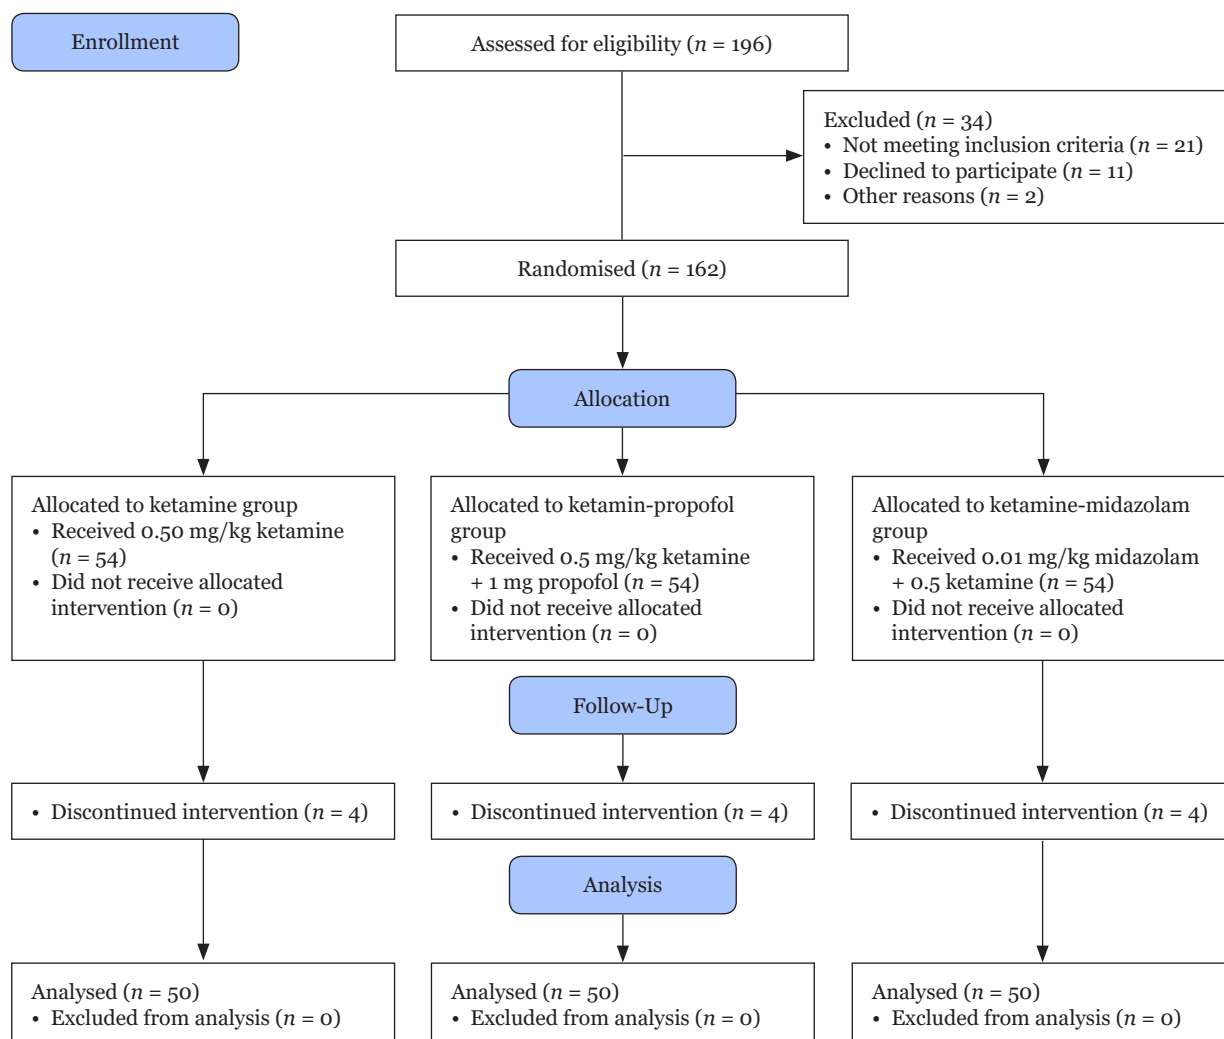 Enrollment
Assessed for eligibility (n = 196)
Excluded (n = 34)
• Not meeting inclusion criteria (n = 21)
• Declined to participate (n = 11)
• Other reasons (n = 2)
Randomised (n = 162)
Allocation
Allocated to ketamine group
• Received 0.50 mg/kg ketamine
(n = 54)
• Did not receive allocated
intervention (n = 0)
Allocated to ketamin-propofol
group
• Received 0.5 mg/kg ketamine
+ 1 mg propofol (n = 54)
• Did not receive allocated
intervention (n = 0)
Allocated to ketamine-midazolam
group
• Received 0.01 mg/kg midazolam
+ 0.5 ketamine (n = 54)
• Did not receive allocated
intervention (n = 0)
Follow-Up
• Discontinued intervention (n = 4)
• Discontinued intervention (n = 4)
• Discontinued intervention (n = 4)
Analysis
Analysed (n = 50)
• Excluded from analysis (n = 0)
Analysed (n = 50)
• Excluded from analysis (n = 0)
Analysed (n = 50)
• Excluded from analysis (n = 0)